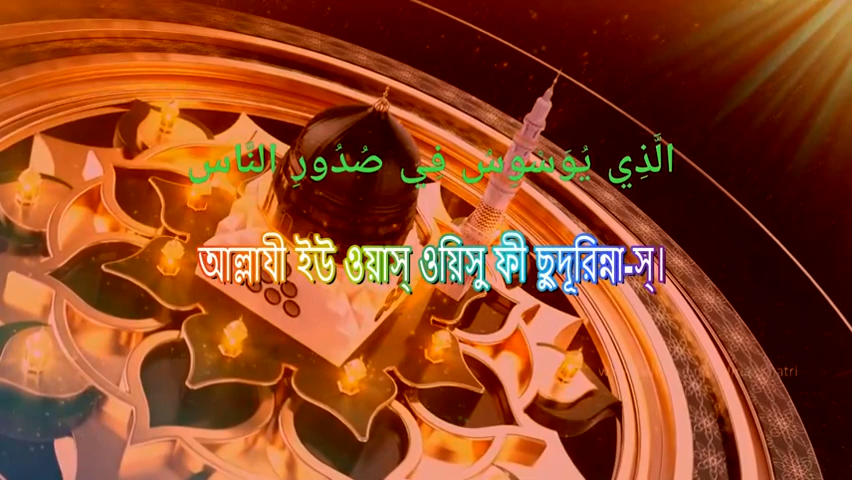 الَّذِي يُوَسْوِسُ فِي صُدُورِ النَّاسِ
আল্লাযী ইউ ওয়াস্ ওয়িসু ফী ছুদূরিন্না-স্।